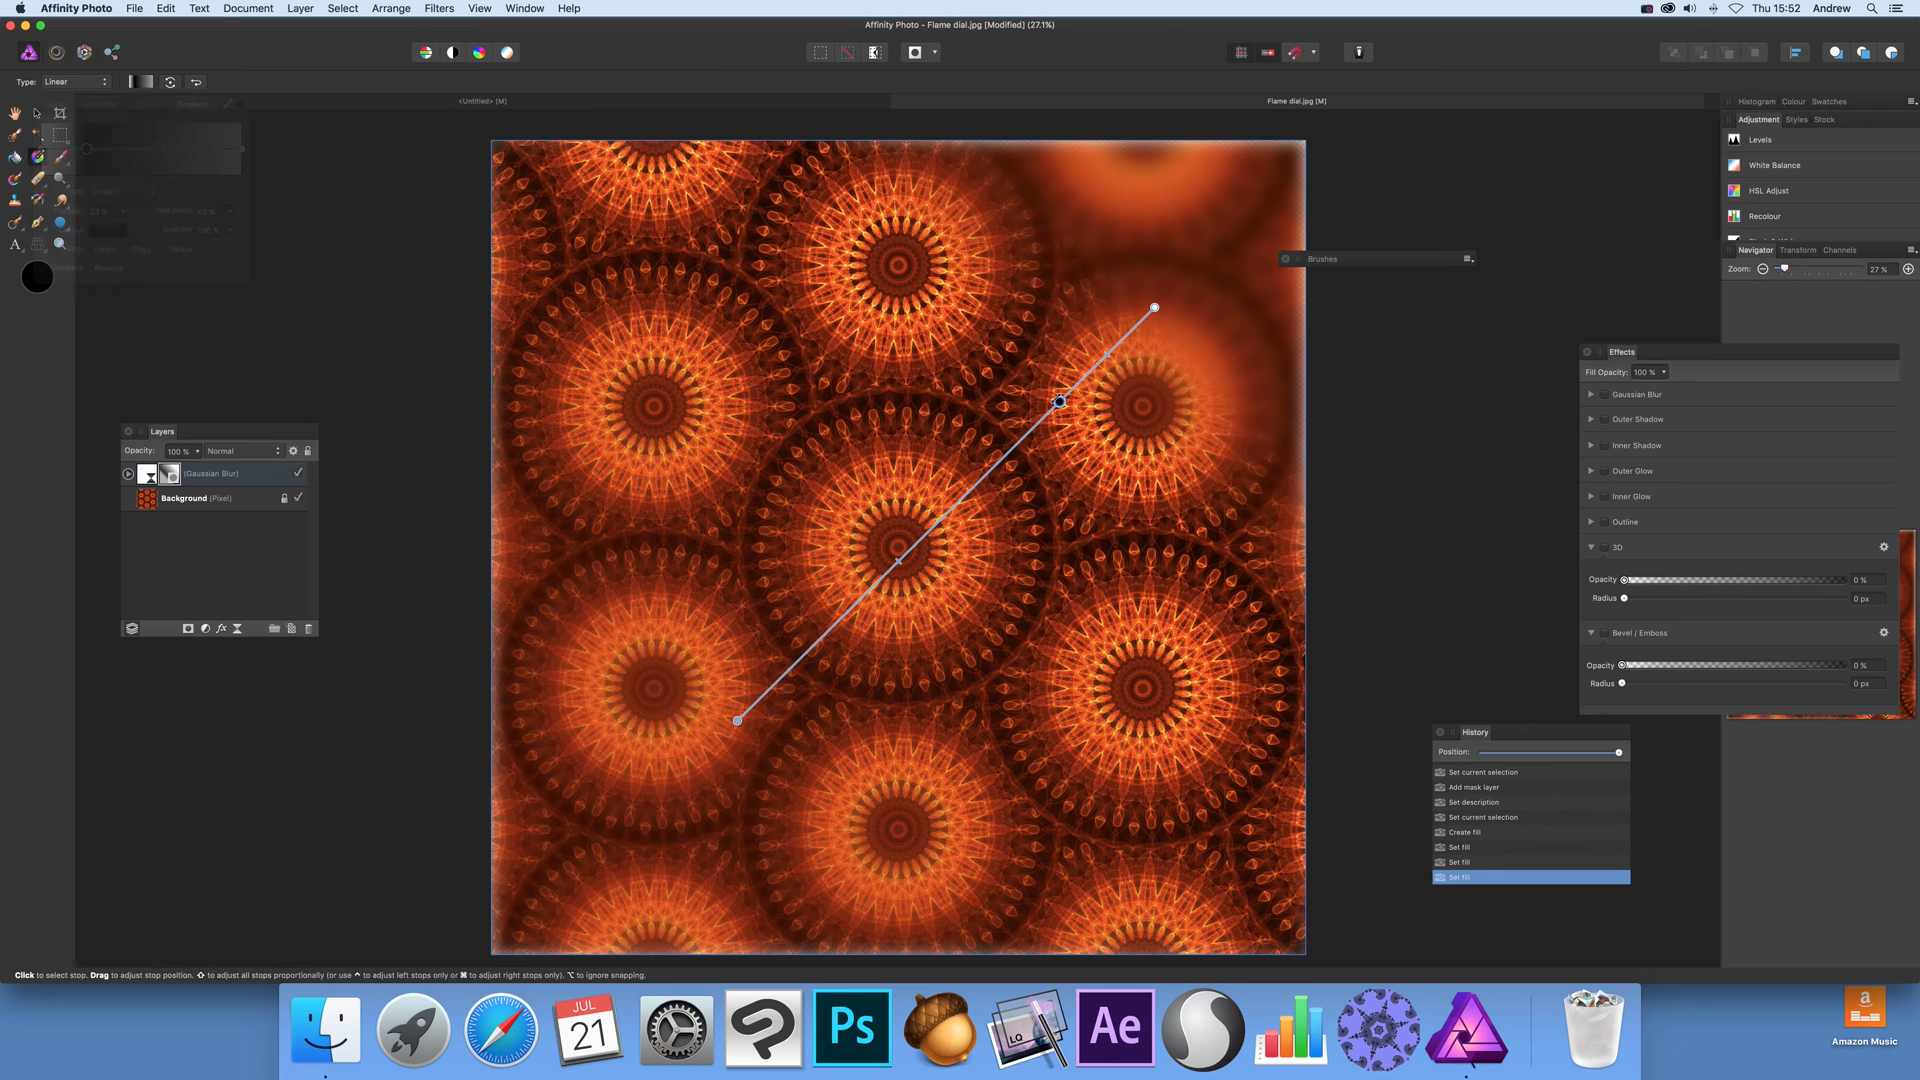 Affinity Photo File Edit Text Document Layer Select Arrange Filters View Window Help Thu 15:52 Andrew
Affinity Photo - Flame dial.jpg [Modified] (27.1%)
Type: Linear
<Untitled> [M]
Flame dial.jpg [M]
Histogram Colour Swatches
Adjustment Styles Stock
Levels
White Balance
HSL Adjust
Recolour
Navigator Transform Channels
Zoom: 27 %
Brushes
Effects
Fill Opacity: 100 %
Gaussian Blur
Outer Shadow
Inner Shadow
Outer Glow
Inner Glow
Outline
3D
Opacity 0 %
Radius 0 px
Bevel / Emboss
Opacity 0 %
Radius 0 px
Layers
Opacity: 100 % Normal
(Gaussian Blur)
Background (Pixel)
fx
History
Position:
Set current selection
Add mask layer
Set description
Set current selection
Create fill
Set fill
Set fill
Set fill
Click to select stop. Drag to adjust stop position. ⇧ to adjust all stops proportionally (or use ⌃ to adjust left stops only or ⌘ to adjust right stops only). ⌥ to ignore snapping.
JUL
21
Ps
LQ
Ae
Amazon Music